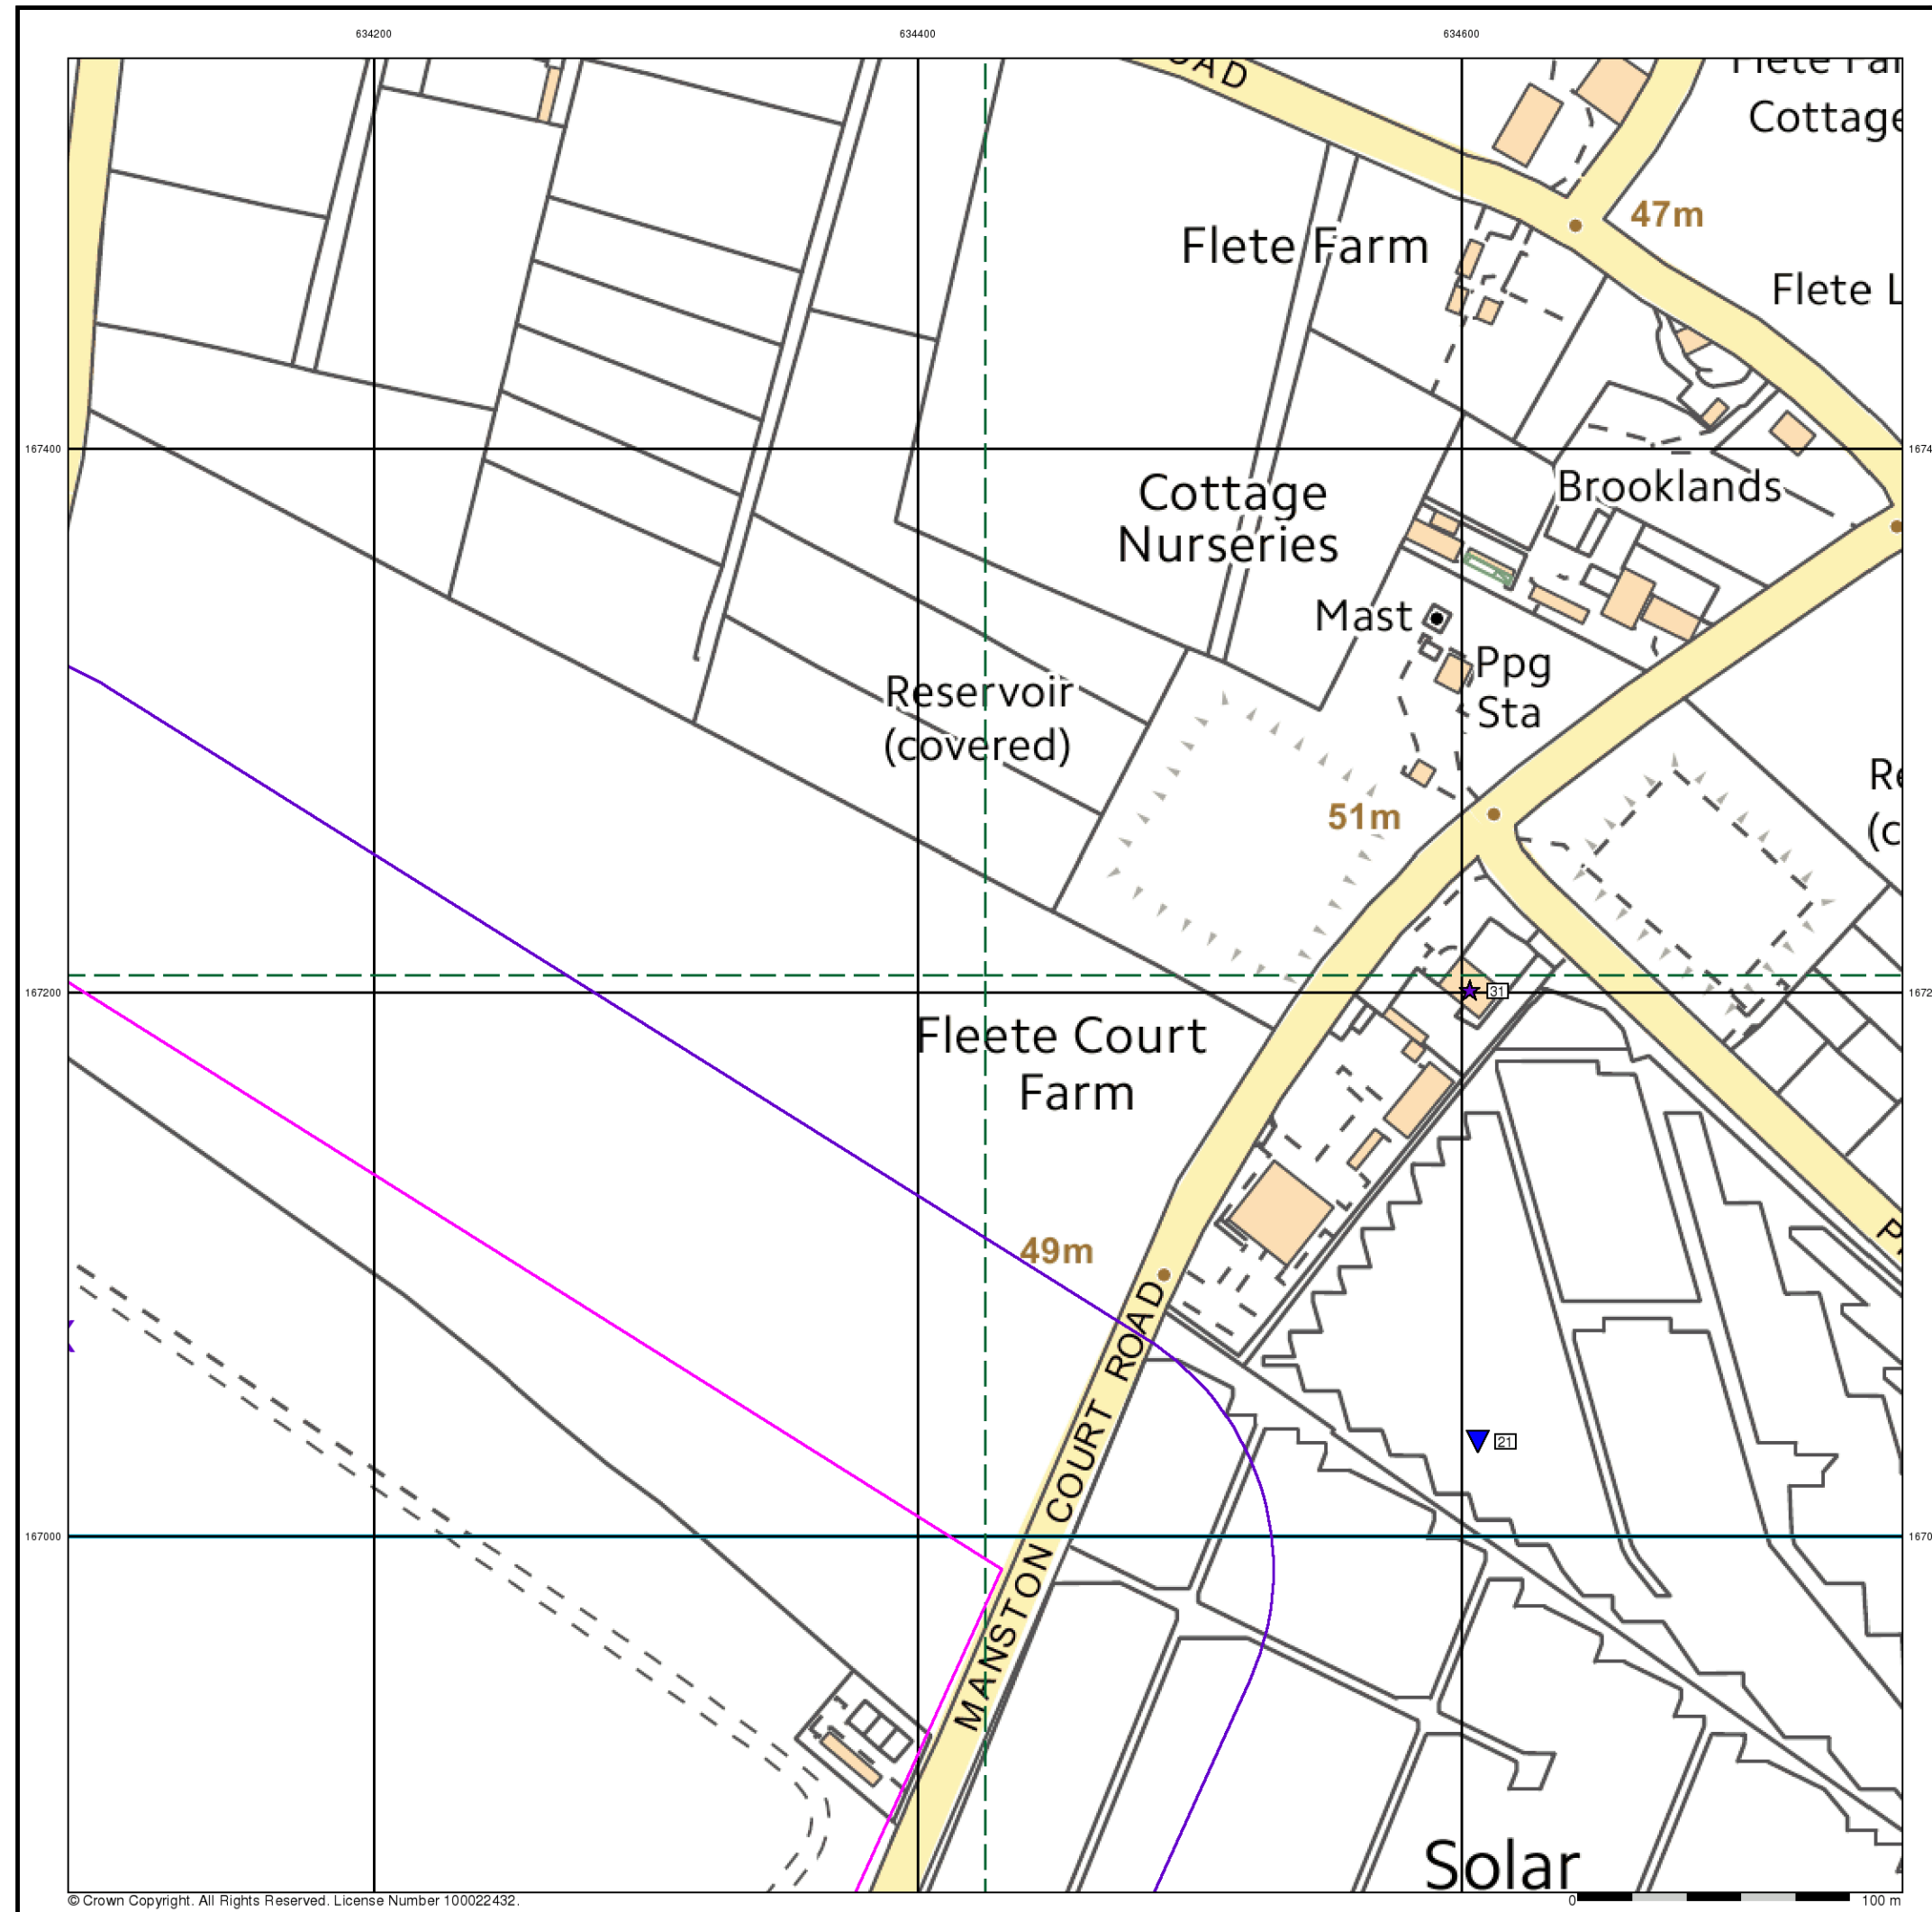 634200
634400
634600
OAD
Cottage
47m
Flete Farm
Flete L
167400
Cottage
Nurseries
Brooklands
Mast
Ppg
Sta
Reservoir
(covered)
51m
167200
31
Fleete Court
Farm
49m
21
MANSTON COURT ROAD
167000
Solar
© Crown Copyright. All Rights Reserved. License Number 100022432.
0 100 m